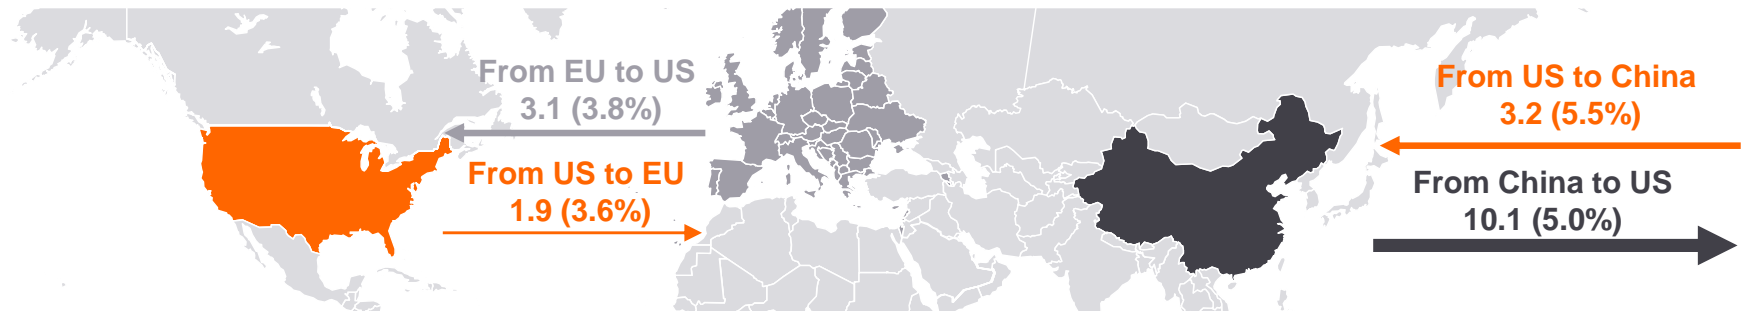 From EU to US
3.1 (3.8%)
From US to EU
1.9 (3.6%)
From US to China
3.2 (5.5%)
From China to US
10.1 (5.0%)